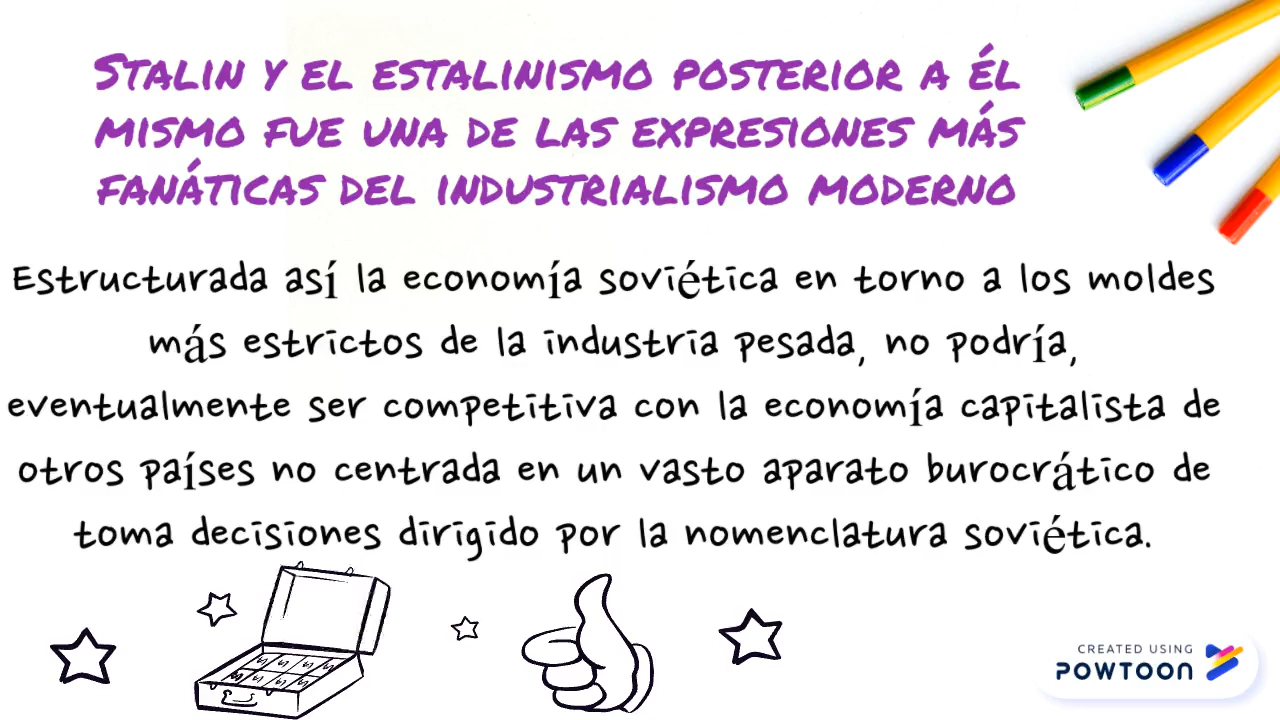 Stalin y el estalinismo posterior a él
mismo fue una de las expresiones más
fanáticas del industrialismo moderno
Estructurada así la economía soviética en torno a los moldes
más estrictos de la industria pesada, no podría,
eventualmente ser competitiva con la economía capitalista de
otros países no centrada en un vasto aparato burocrático de
toma decisiones dirigido por la nomenclatura soviética.
CREATED USING
POWTOON